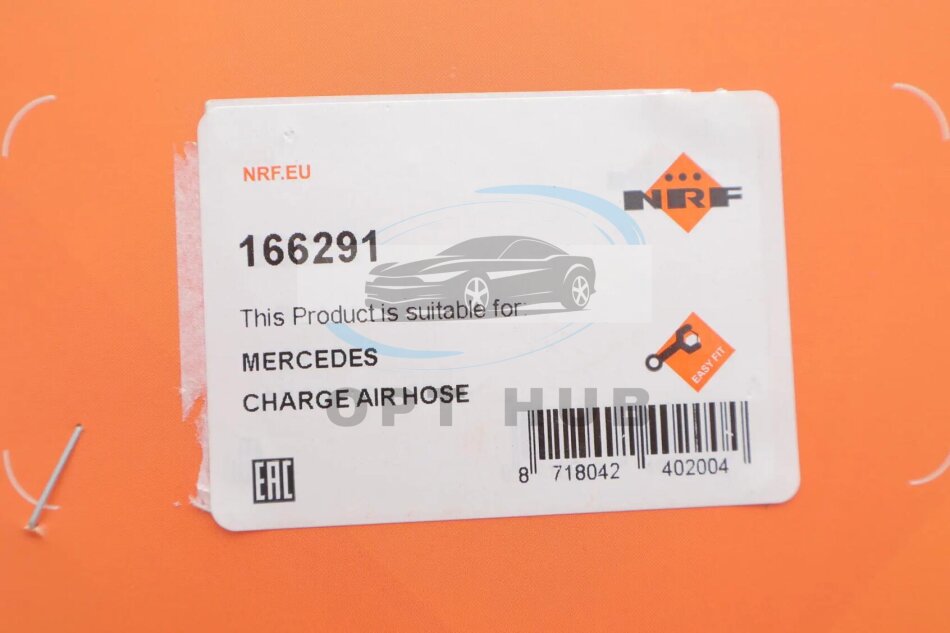 NRF.EU
NRF
166291
This Product is suitable for:
MERCEDES
EASY FIT
CHARGE AIR HOSE
OPT HUB
EAC
8 718042 402004